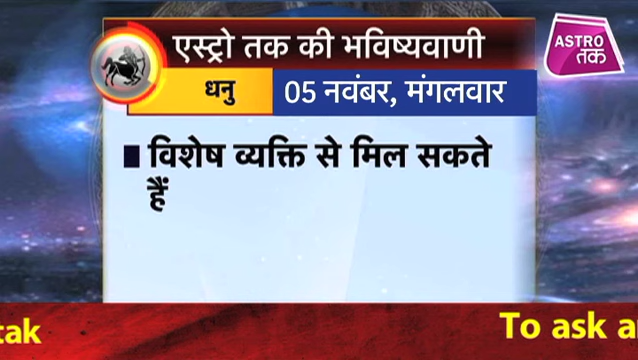 एस्ट्रो तक की भविष्यवाणी
ASTRO
तक
धनु
05 नवंबर, मंगलवार
विशेष व्यक्ति से मिल सकते
हैं
tak
To ask a